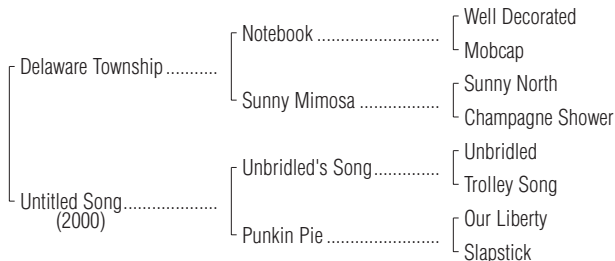 Well Decorated
Notebook ...................
Mobcap
Delaware Township ..........
Sunny North
Sunny Mimosa ................
Champagne Shower
Unbridled
Unbridled's Song .............
Trolley Song
Untitled Song ...................
(2000)
Our Liberty
Punkin Pie ......................
Slapstick